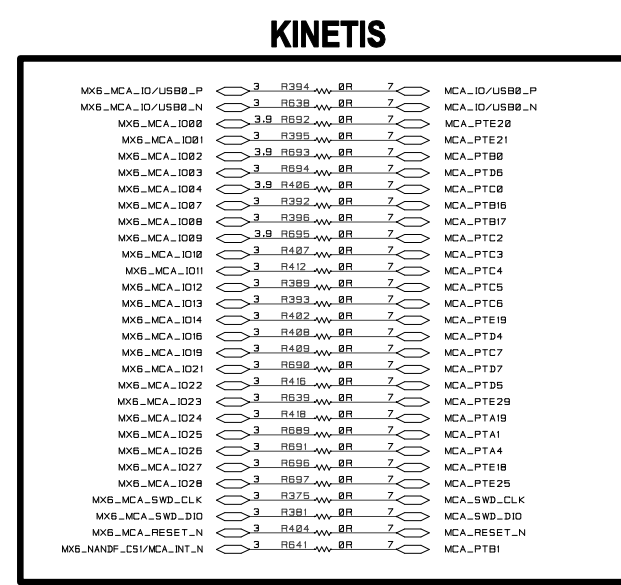 KINETIS
MX6_MCA_IO/USB0_P 3 R394 0R 7 MCA_IO/USB0_P
MX6_MCA_IO/USB0_N 3 R638 0R 7 MCA_IO/USB0_N
MX6_MCA_IO00 3.9 R692 0R 7 MCA_PTE20
MX6_MCA_IO01 3 R395 0R 7 MCA_PTE21
MX6_MCA_IO02 3.9 R693 0R 7 MCA_PTB0
MX6_MCA_IO03 3 R694 0R 7 MCA_PTD6
MX6_MCA_IO04 3.9 R406 0R 7 MCA_PTC0
MX6_MCA_IO07 3 R392 0R 7 MCA_PTB16
MX6_MCA_IO08 3 R396 0R 7 MCA_PTB17
MX6_MCA_IO09 3.9 R695 0R 7 MCA_PTC2
MX6_MCA_IO10 3 R407 0R 7 MCA_PTC3
MX6_MCA_IO11 3 R412 0R 7 MCA_PTC4
MX6_MCA_IO12 3 R389 0R 7 MCA_PTC5
MX6_MCA_IO13 3 R393 0R 7 MCA_PTC6
MX6_MCA_IO14 3 R402 0R 7 MCA_PTE19
MX6_MCA_IO16 3 R408 0R 7 MCA_PTD4
MX6_MCA_IO19 3 R409 0R 7 MCA_PTC7
MX6_MCA_IO21 3 R690 0R 7 MCA_PTD7
MX6_MCA_IO22 3 R416 0R 7 MCA_PTD5
MX6_MCA_IO23 3 R639 0R 7 MCA_PTE29
MX6_MCA_IO24 3 R418 0R 7 MCA_PTA19
MX6_MCA_IO25 3 R689 0R 7 MCA_PTA1
MX6_MCA_IO26 3 R691 0R 7 MCA_PTA4
MX6_MCA_IO27 3 R696 0R 7 MCA_PTE18
MX6_MCA_IO28 3 R697 0R 7 MCA_PTE25
MX6_MCA_SWD_CLK 3 R375 0R 7 MCA_SWD_CLK
MX6_MCA_SWD_DIO 3 R381 0R 7 MCA_SWD_DIO
MX6_MCA_RESET_N 3 R404 0R 7 MCA_RESET_N
MX6_NANDF_CS1/MCA_INT_N 3 R641 0R 7 MCA_PTB1